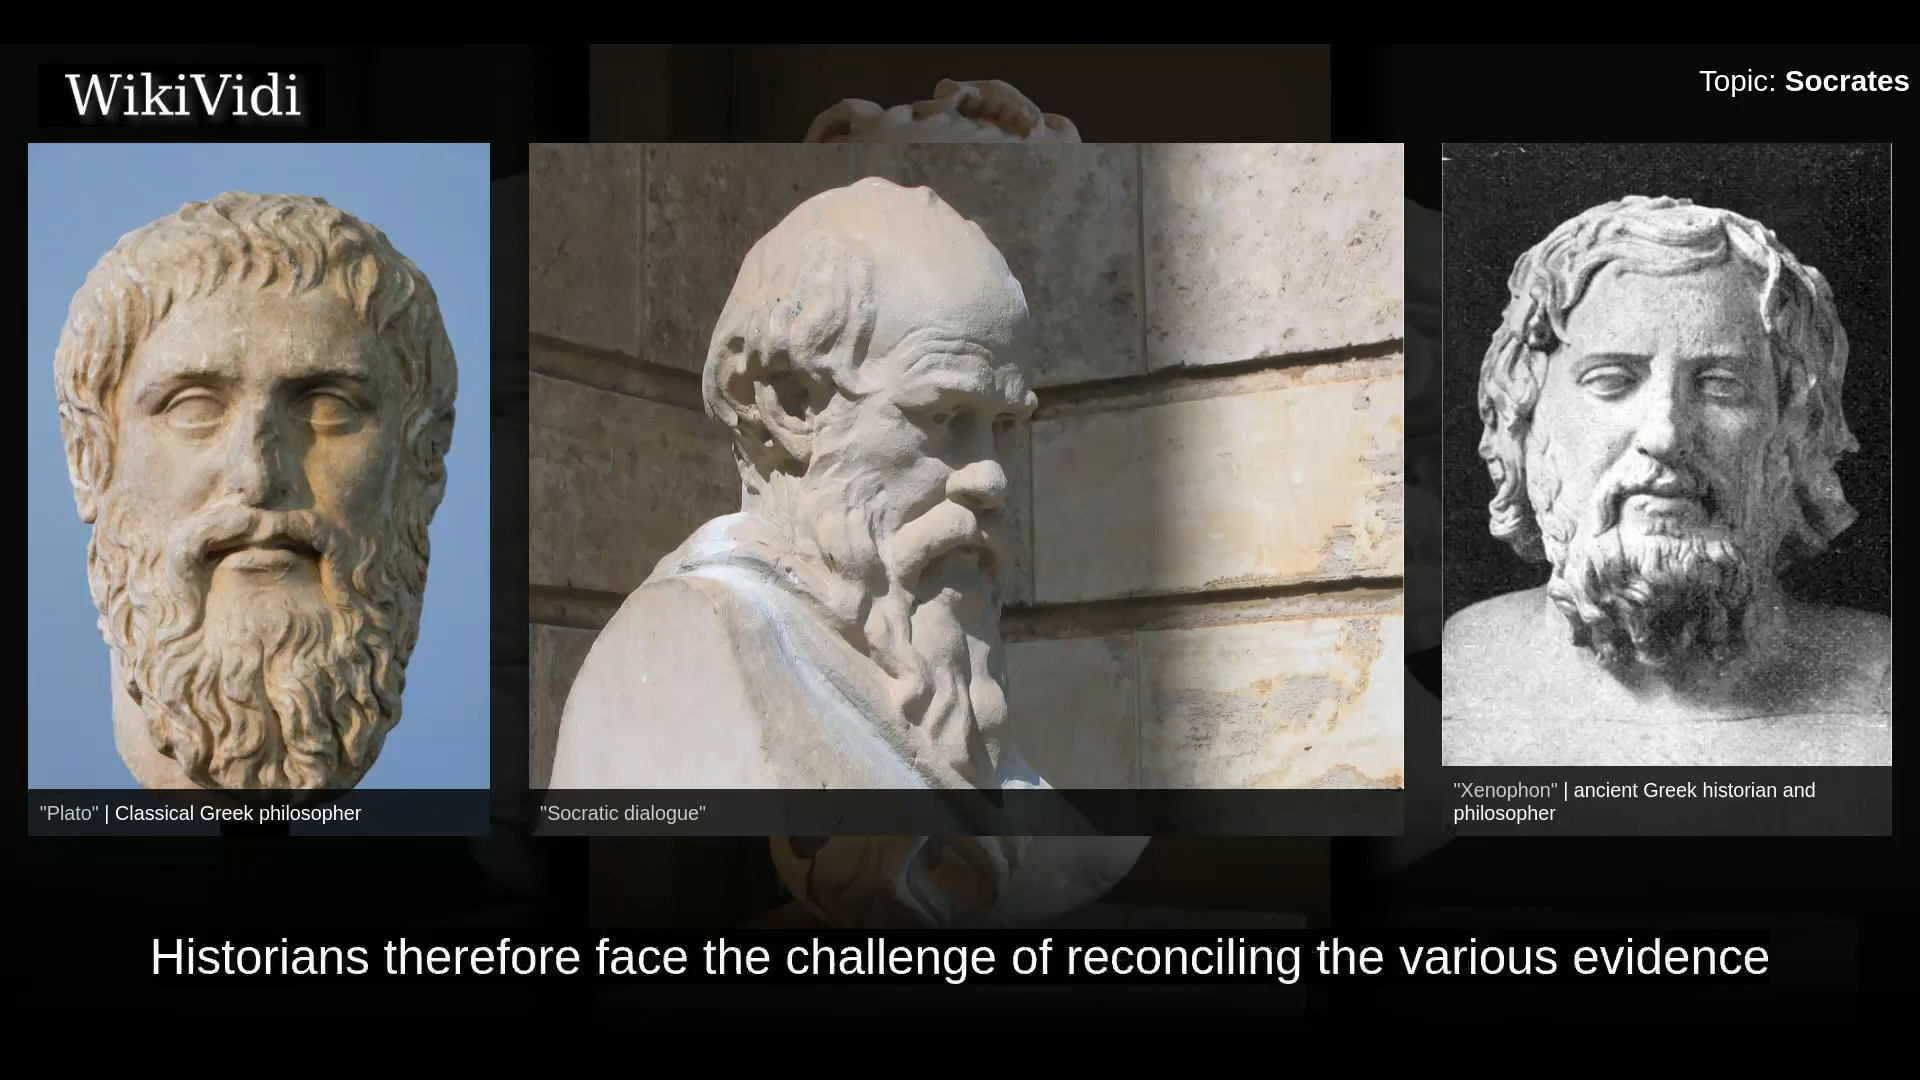 WikiVidi
Topic: Socrates
"Plato" | Classical Greek philosopher
"Socratic dialogue"
"Xenophon" | ancient Greek historian and
philosopher
Historians therefore face the challenge of reconciling the various evidence